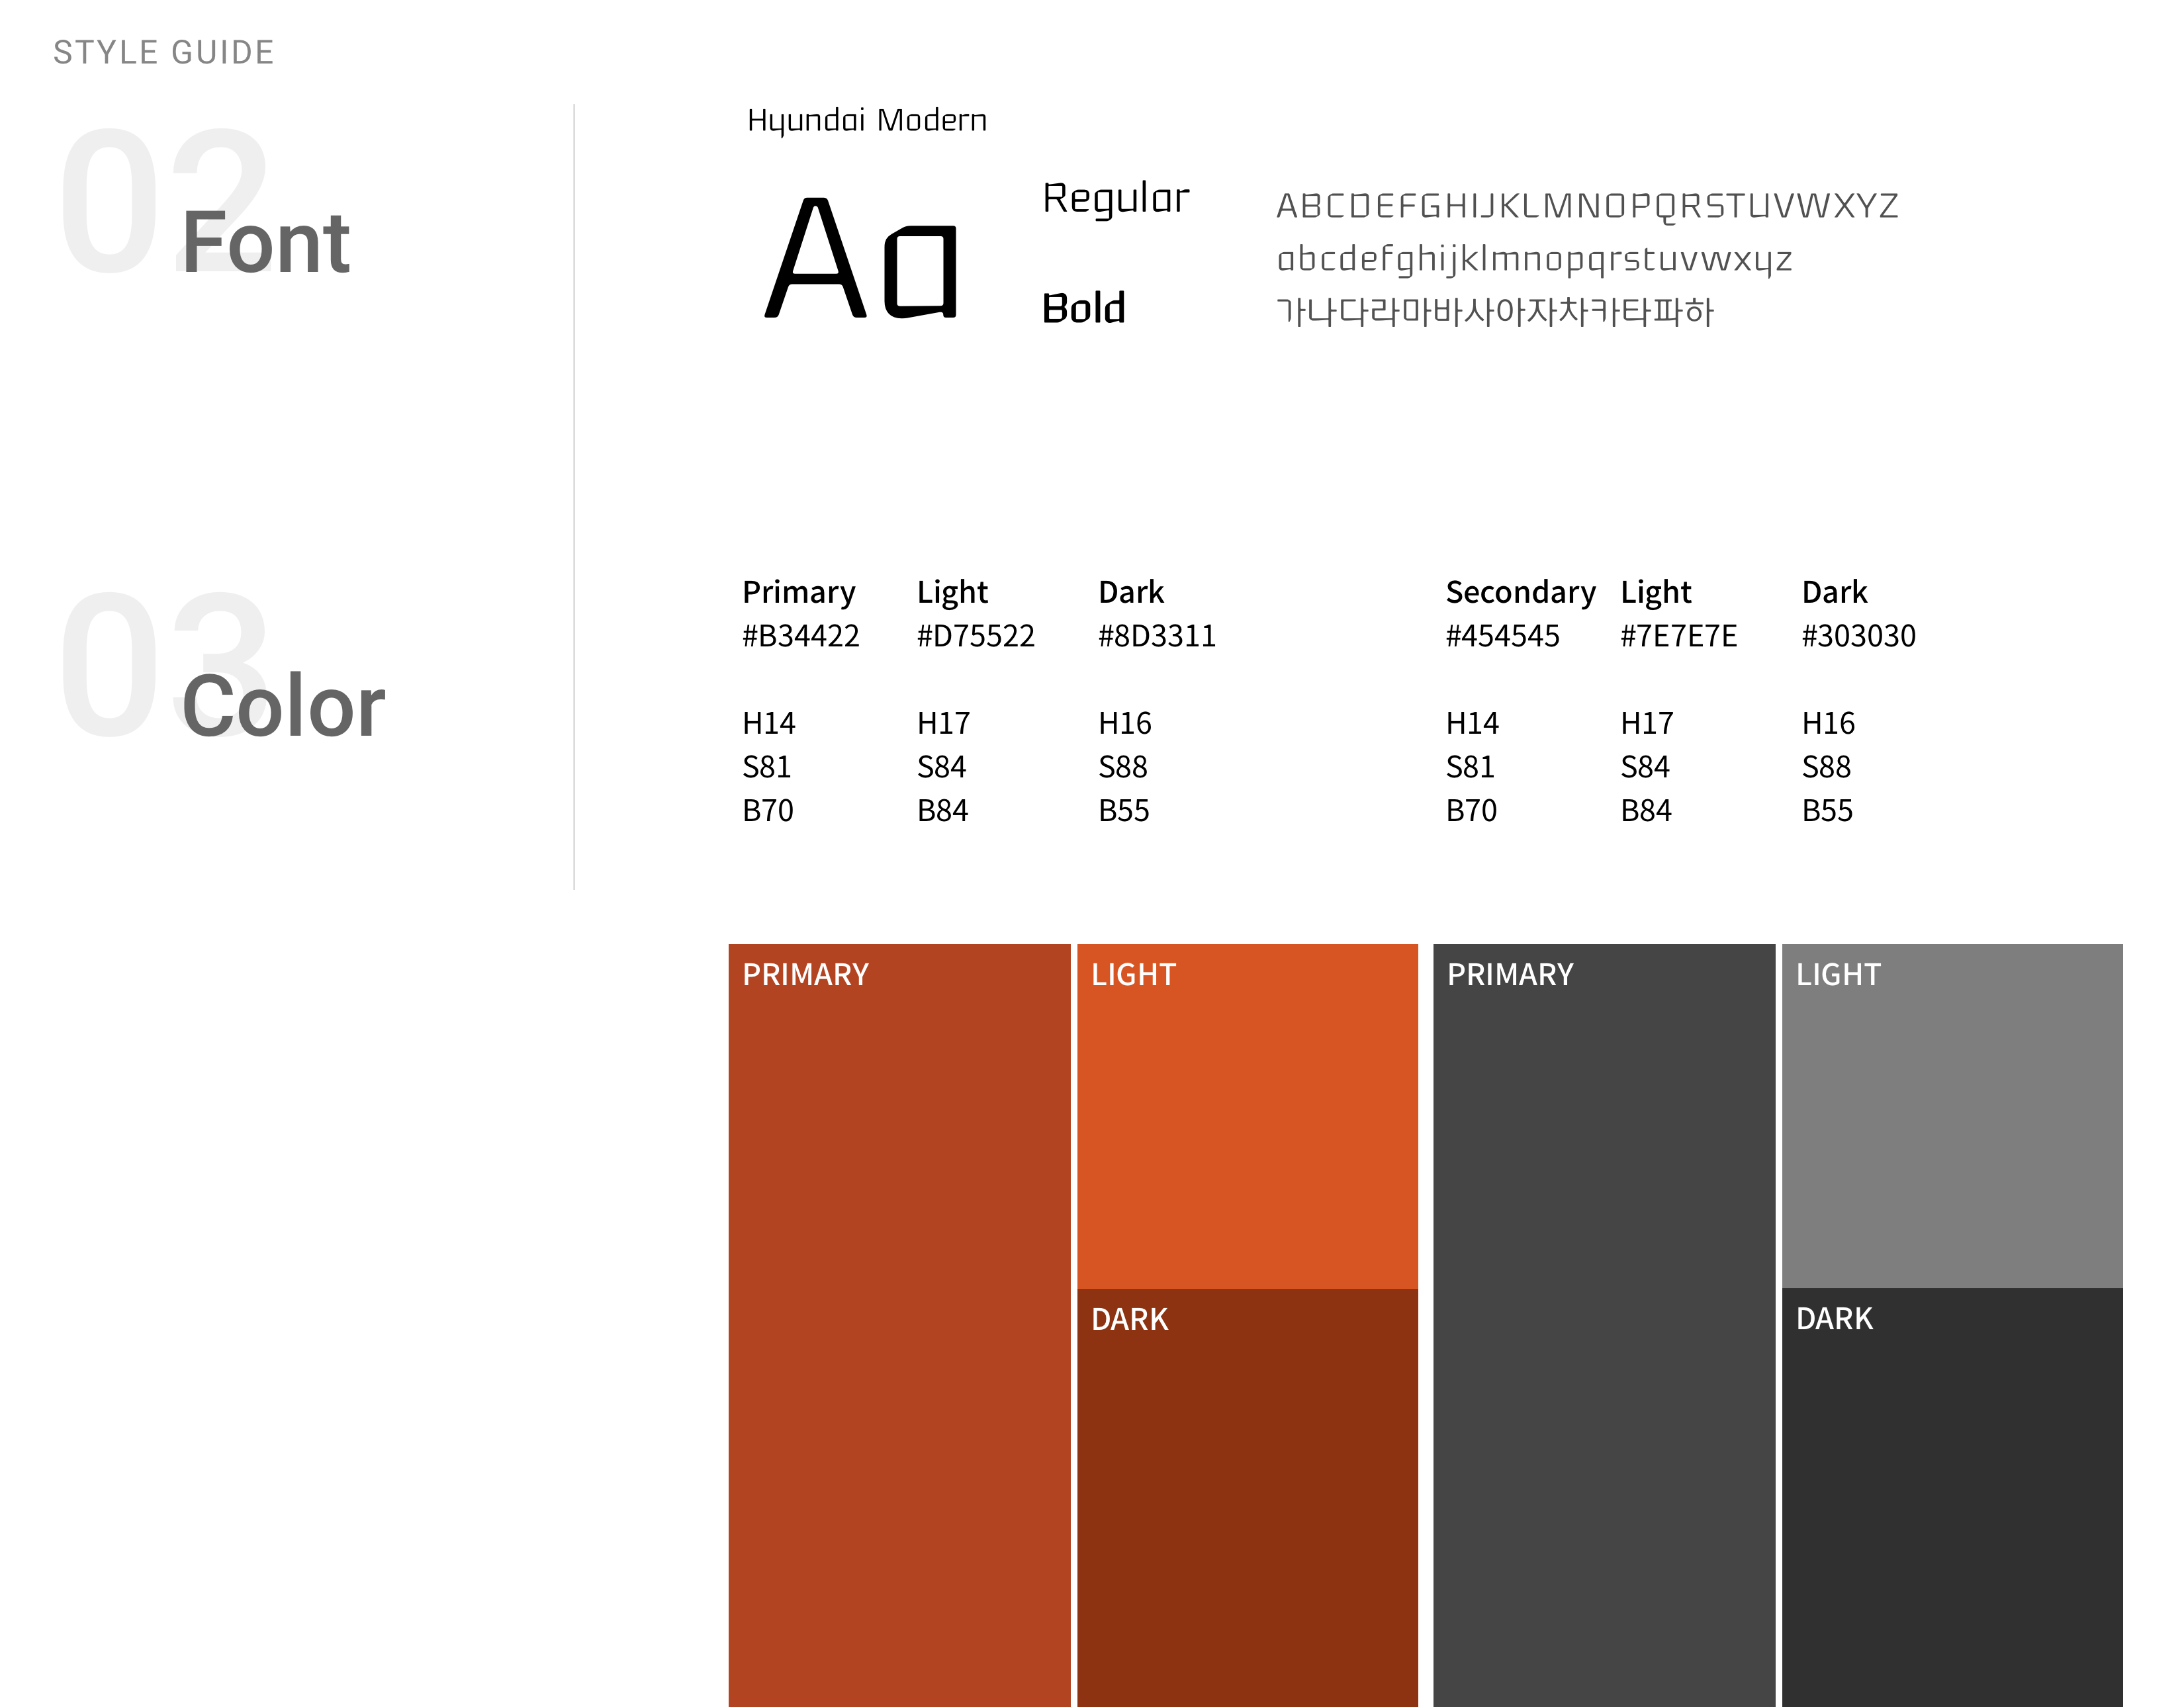 STYLE GUIDE
02
Font
Hyundai Modern
Aa
Regular
Bold
ABCDEFGHIJKLMNOPQRSTUVWXYZ
abcdefghijklmnopqrstuvwxyz
가나다라마바사아자차카타파하
03
Color
Primary Light Dark Secondary Light Dark
#B34422 #D75522 #8D3311 #454545 #7E7E7E #303030
H14 H17 H16 H14 H17 H16
S81 S84 S88 S81 S84 S88
B70 B84 B55 B70 B84 B55
PRIMARY LIGHT PRIMARY LIGHT
DARK DARK